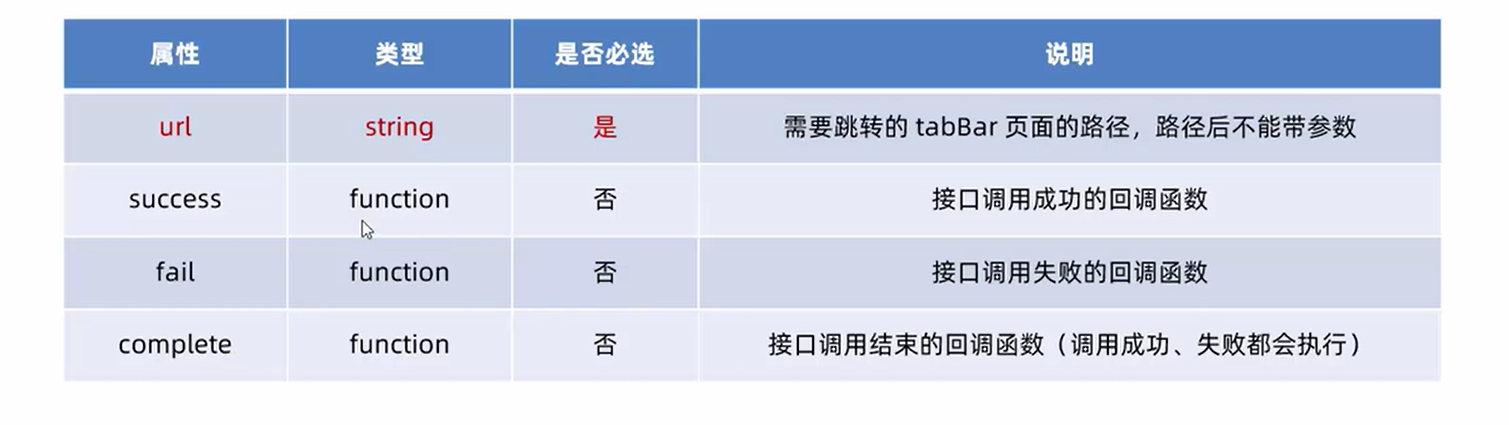 属性 类型 是否必选 说明
url string 是 需要跳转的 tabBar 页面的路径，路径后不能带参数
success function 否 接口调用成功的回调函数
fail function 否 接口调用失败的回调函数
complete function 否 接口调用结束的回调函数（调用成功、失败都会执行）